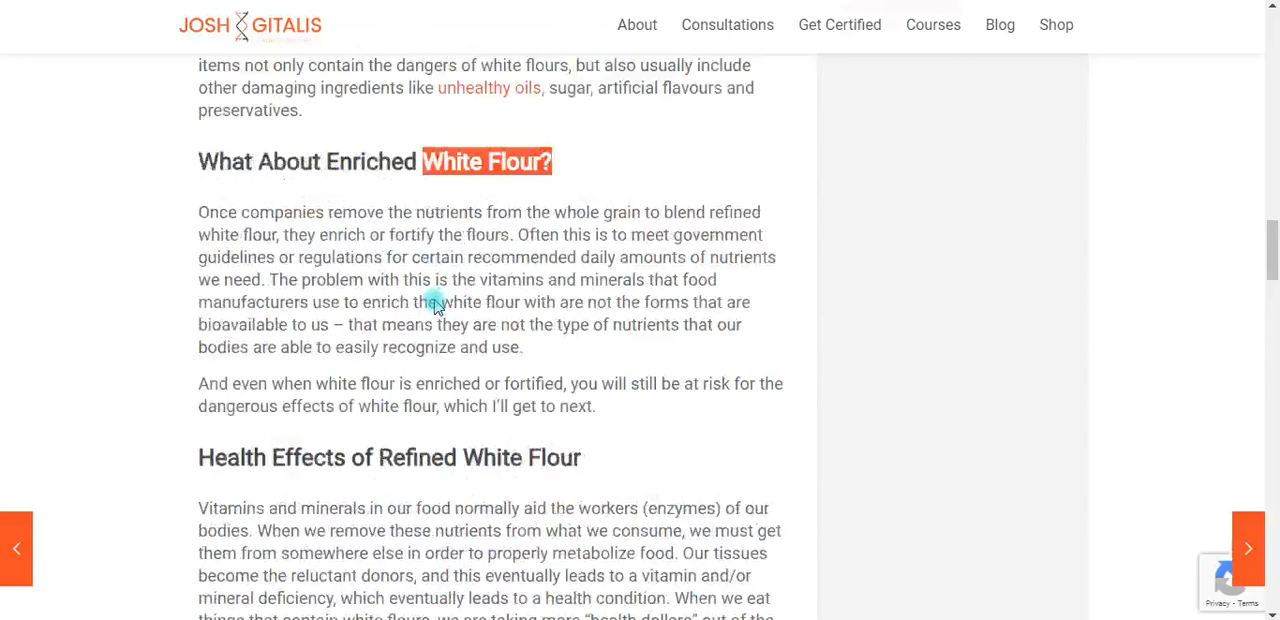 JOSH GITALIS
About
Consultations
Get Certified
Courses
Blog
Shop
items not only contain the dangers of white flours, but also usually include
other damaging ingredients like unhealthy oils, sugar, artificial flavours and
preservatives.
What About Enriched White Flour?
Once companies remove the nutrients from the whole grain to blend refined
white flour, they enrich or fortify the flours. Often this is to meet government
guidelines or regulations for certain recommended daily amounts of nutrients
we need. The problem with this is the vitamins and minerals that food
manufacturers use to enrich the white flour with are not the forms that are
bioavailable to us – that means they are not the type of nutrients that our
bodies are able to easily recognize and use.
And even when white flour is enriched or fortified, you will still be at risk for the
dangerous effects of white flour, which I'll get to next.
Health Effects of Refined White Flour
Vitamins and minerals in our food normally aid the workers (enzymes) of our
bodies. When we remove these nutrients from what we consume, we must get
them from somewhere else in order to properly metabolize food. Our tissues
become the reluctant donors, and this eventually leads to a vitamin and/or
mineral deficiency, which eventually leads to a health condition. When we eat
things that contain white flours, we are taking more "health dollars" out of the
Privacy - Terms